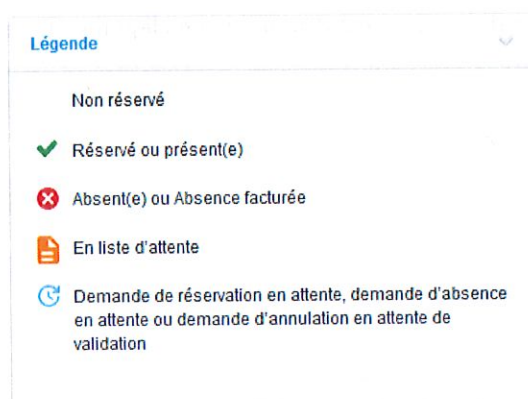 Légende
Non réservé
Réservé ou présent(e)
Absent(e) ou Absence facturée
En liste d'attente
Demande de réservation en attente, demande d'absence
en attente ou demande d'annulation en attente de
validation